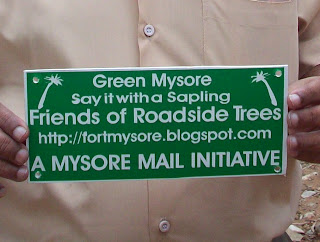 Green Mysore
Say it with a Sapling
Friends of Roadside Trees
http://fortmysore.blogspot.com
A MYSORE MAIL INITIATIVE